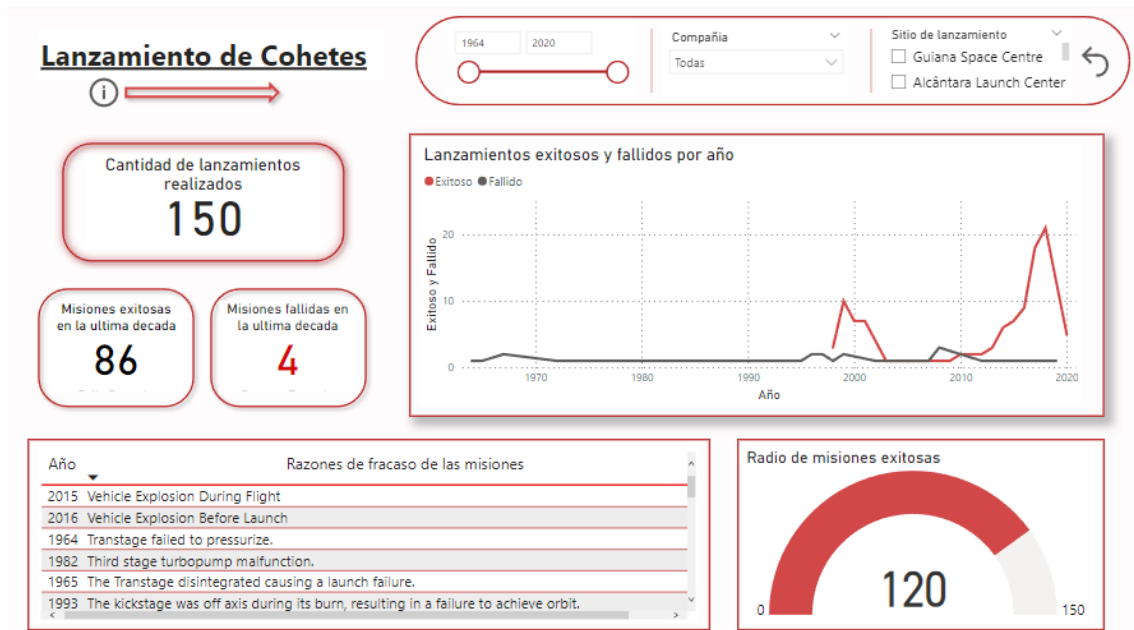 Lanzamiento de Cohetes
1964
2020
Compañia
Todas
Sitio de lanzamiento
Guiana Space Centre
Alcântara Launch Center
Cantidad de lanzamientos
realizados
150
Misiones exitosas
en la ultima decada
86
Misiones fallidas en
la ultima decada
4
Lanzamientos exitosos y fallidos por año
Exitoso Fallido
Exitoso y Fallido
20
10
0
1970 1980 1990 2000 2010 2020
Año
Año Razones de fracaso de las misiones
2015 Vehicle Explosion During Flight
2016 Vehicle Explosion Before Launch
1964 Transtage failed to pressurize.
1982 Third stage turbopump malfunction.
1965 The Transtage disintegrated causing a launch failure.
1993 The kickstage was off axis during its burn, resulting in a failure to achieve orbit.
Radio de misiones exitosas
120
0
150